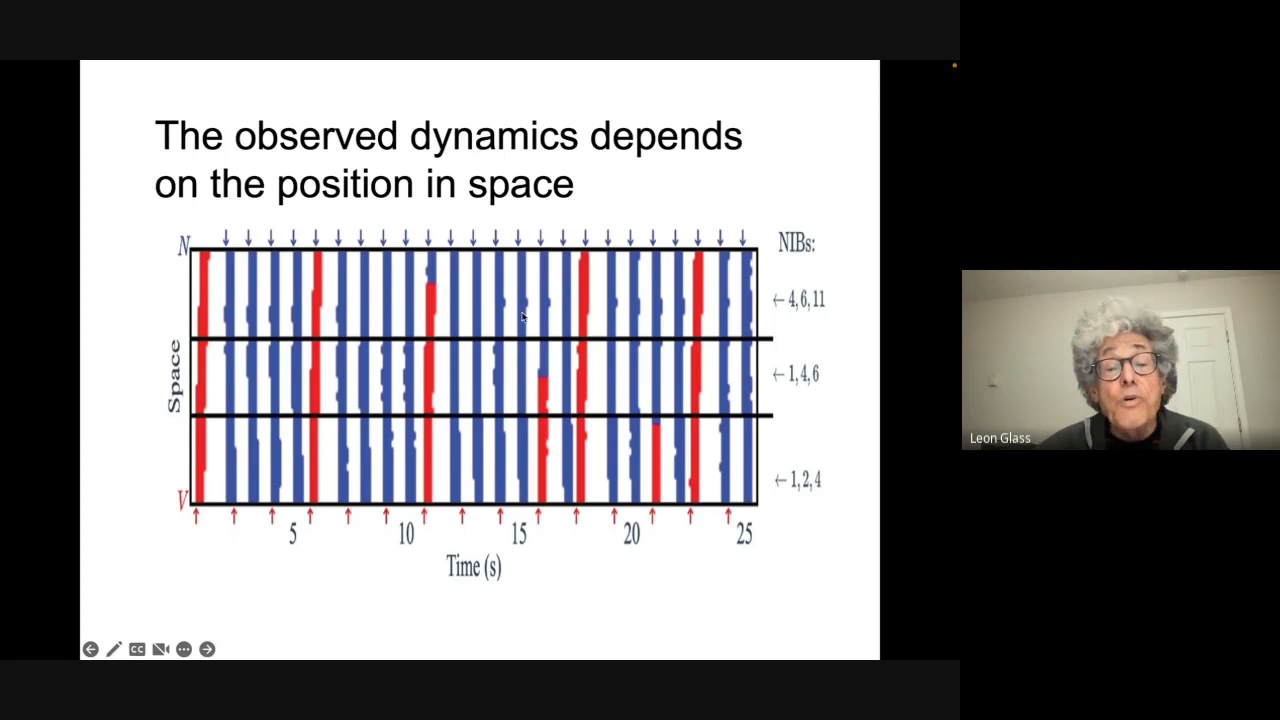 The observed dynamics depends
on the position in space
N
NIBs:
← 4, 6, 11
Space
← 1, 4, 6
← 1, 2, 4
V
5 10 15 20 25
Time (s)
CC
Leon Glass